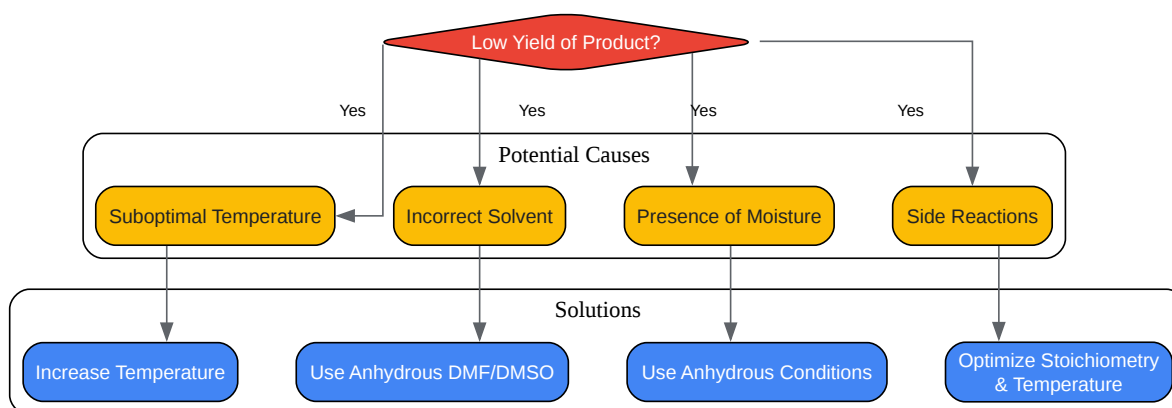 Low Yield of Product?
Yes
Yes
Yes
Yes
Potential Causes
Suboptimal Temperature
Incorrect Solvent
Presence of Moisture
Side Reactions
Solutions
Increase Temperature
Use Anhydrous DMF/DMSO
Use Anhydrous Conditions
Optimize Stoichiometry
& Temperature